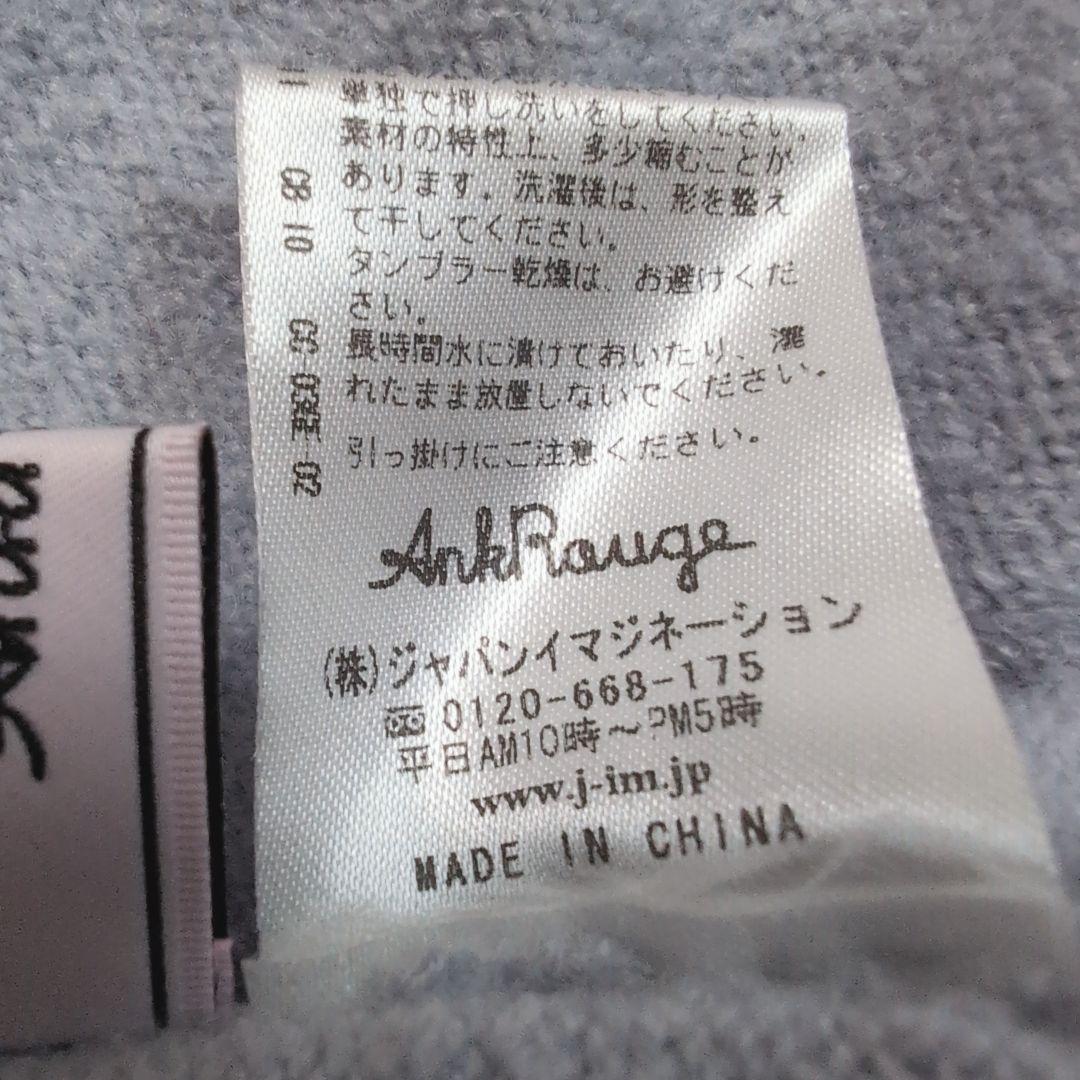 単独で押し洗いをしてください。
素材の特性上、多少縮むことが
あります。洗濯後は、形を整え
て干してください。
タンブラー乾燥は、お避けくだ
さい。
長時間水に漬けておいたり、濡
れたまま放置しないでください。
引っ掛けにご注意ください。
Ank Rouge
(株)ジャパンイマジネーション
0120-668-175
平日AM10時～PM5時
www.j-im.jp
MADE IN CHINA